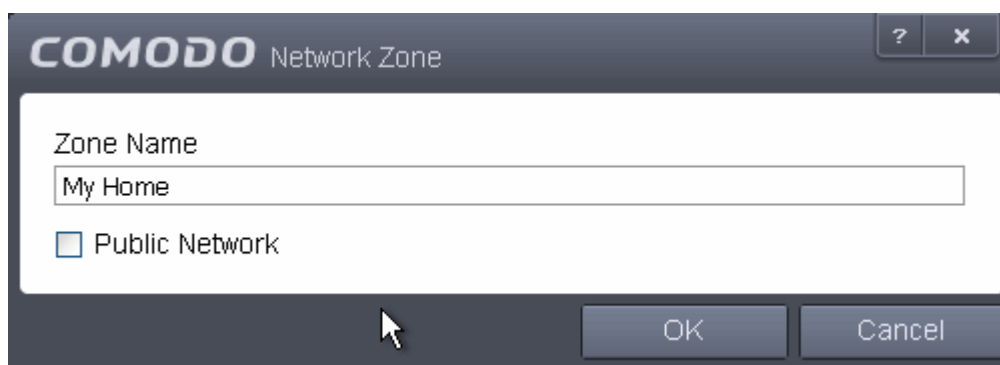 COMODO Network Zone
? ×
Zone Name
My Home
Public Network
OK Cancel